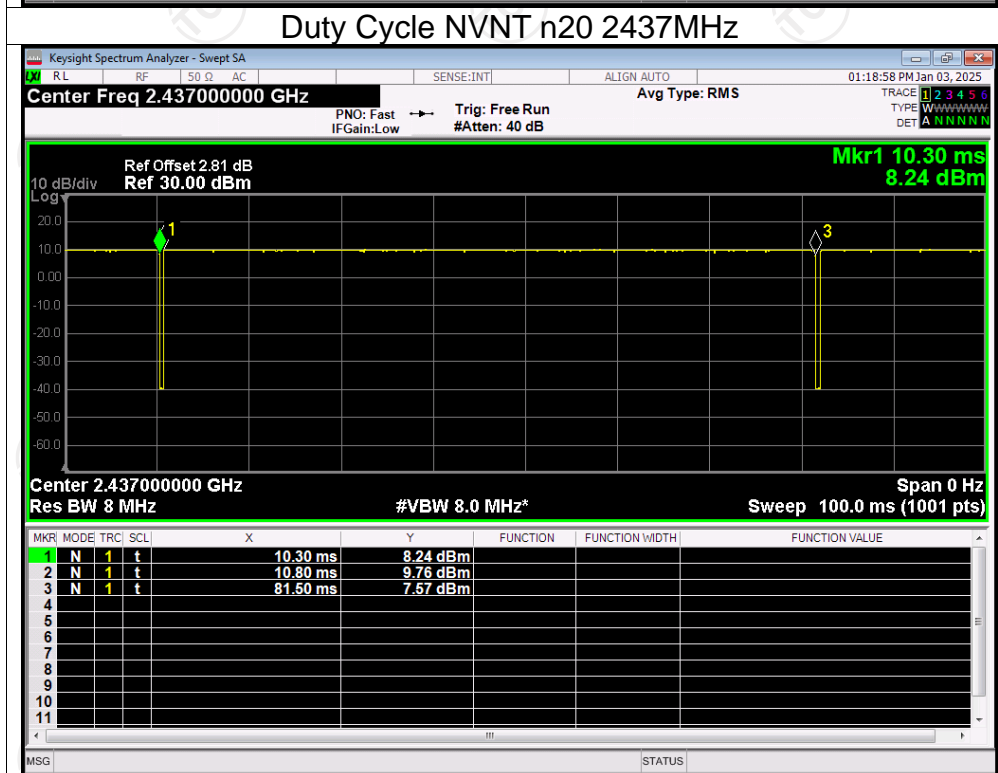 Duty Cycle NVNT n20 2437MHz
Keysight Spectrum Analyzer - Swept SA
LXI RL RF 50 Ω AC SENSE:INT ALIGN AUTO 01:18:58 PM Jan 03, 2025
Center Freq 2.437000000 GHz Avg Type: RMS TRACE 1 2 3 4 5 6
PNO: Fast Trig: Free Run TYPE WWWWWW
IFGain:Low #Atten: 40 dB DET A N N N N N
Mkr1 10.30 ms
Ref Offset 2.81 dB
10 dB/div Ref 30.00 dBm 8.24 dBm
Log
20.0
1
3
10.0
0.00
-10.0
-20.0
-30.0
-40.0
-50.0
-60.0
Center 2.437000000 GHz Span 0 Hz
Res BW 8 MHz #VBW 8.0 MHz* Sweep 100.0 ms (1001 pts)
MKR MODE TRC SCL X Y FUNCTION FUNCTION WIDTH FUNCTION VALUE
1 N 1 t 10.30 ms 8.24 dBm
2 N 1 t 10.80 ms 9.76 dBm
3 N 1 t 81.50 ms 7.57 dBm
4
5
6
7
8
9
10
11
MSG STATUS